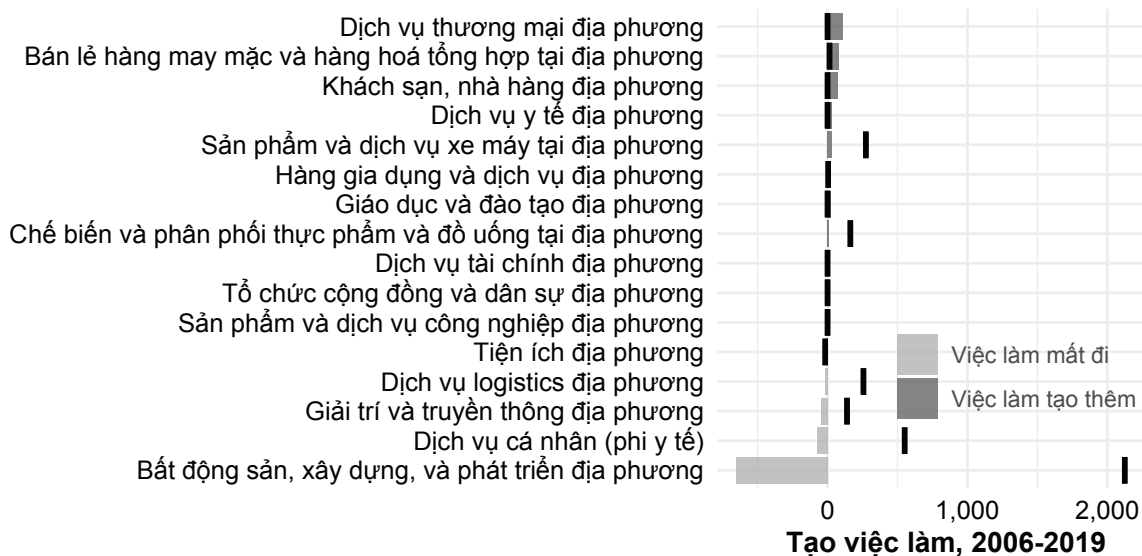 Dịch vụ thương mại địa phương
Bán lẻ hàng may mặc và hàng hoá tổng hợp tại địa phương
Khách sạn, nhà hàng địa phương
Dịch vụ y tế địa phương
Sản phẩm và dịch vụ xe máy tại địa phương
Hàng gia dụng và dịch vụ địa phương
Giáo dục và đào tạo địa phương
Chế biến và phân phối thực phẩm và đồ uống tại địa phương
Dịch vụ tài chính địa phương
Tổ chức cộng đồng và dân sự địa phương
Sản phẩm và dịch vụ công nghiệp địa phương
Tiện ích địa phương
Dịch vụ logistics địa phương
Giải trí và truyền thông địa phương
Dịch vụ cá nhân (phi y tế)
Bất động sản, xây dựng, và phát triển địa phương
Việc làm mất đi
Việc làm tạo thêm
0 1,000 2,000
Tạo việc làm, 2006-2019